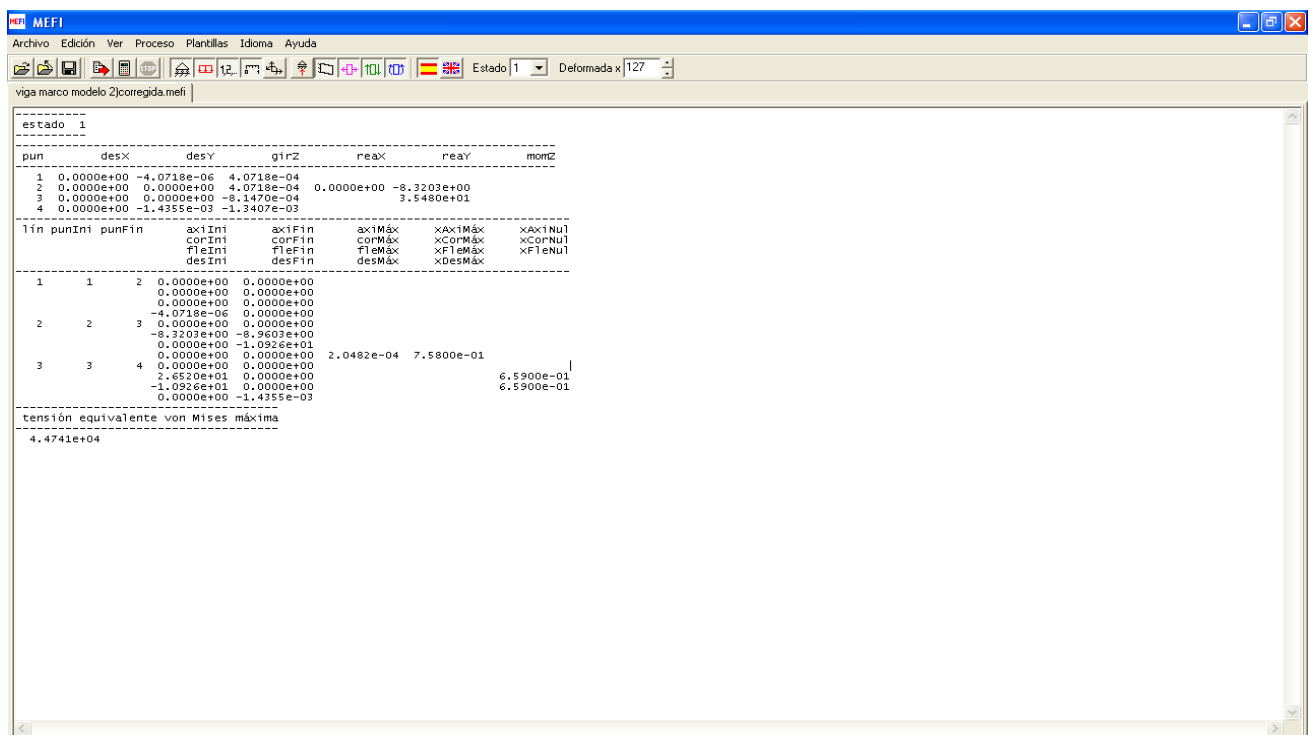 MEFI MEFI
Archivo Edición Ver Proceso Plantillas Idioma Ayuda
STOP 1,2.. Estado 1 Deformada x 127
viga marco modelo 2)corregida.mefi
----------
estado 1
----------
pun desX desY girZ reaX reaY momZ
1 0.0000e+00 -4.0718e-06 4.0718e-04
2 0.0000e+00 0.0000e+00 4.0718e-04 0.0000e+00 -8.3203e+00
3 0.0000e+00 0.0000e+00 -8.1470e-04 3.5480e+01
4 0.0000e+00 -1.4355e-03 -1.3407e-03
lín punIni punFin axiIni axiFin axiMáx xAxiMáx xAxiNul
corIni corFin corMáx xCorMáx xCorNul
fleIni fleFin fleMáx xFleMáx xFleNul
desIni desFin desMáx xDesMáx
1 1 2 0.0000e+00 0.0000e+00
0.0000e+00 0.0000e+00
0.0000e+00 0.0000e+00
-4.0718e-06 0.0000e+00
2 2 3 0.0000e+00 0.0000e+00
-8.3203e+00 -8.9603e+00
0.0000e+00 -1.0926e+01
0.0000e+00 0.0000e+00 2.0482e-04 7.5800e-01
3 3 4 0.0000e+00 0.0000e+00
2.6520e+01 0.0000e+00 6.5900e-01
-1.0926e+01 0.0000e+00 6.5900e-01
0.0000e+00 -1.4355e-03
tensión equivalente von Mises máxima
4.4741e+04